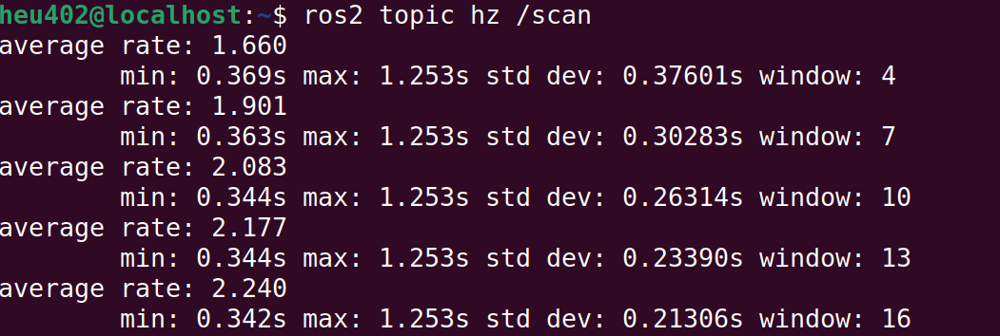 heu402@localhost:~$ ros2 topic hz /scan
average rate: 1.660
min: 0.369s max: 1.253s std dev: 0.37601s window: 4
average rate: 1.901
min: 0.363s max: 1.253s std dev: 0.30283s window: 7
average rate: 2.083
min: 0.344s max: 1.253s std dev: 0.26314s window: 10
average rate: 2.177
min: 0.344s max: 1.253s std dev: 0.23390s window: 13
average rate: 2.240
min: 0.342s max: 1.253s std dev: 0.21306s window: 16